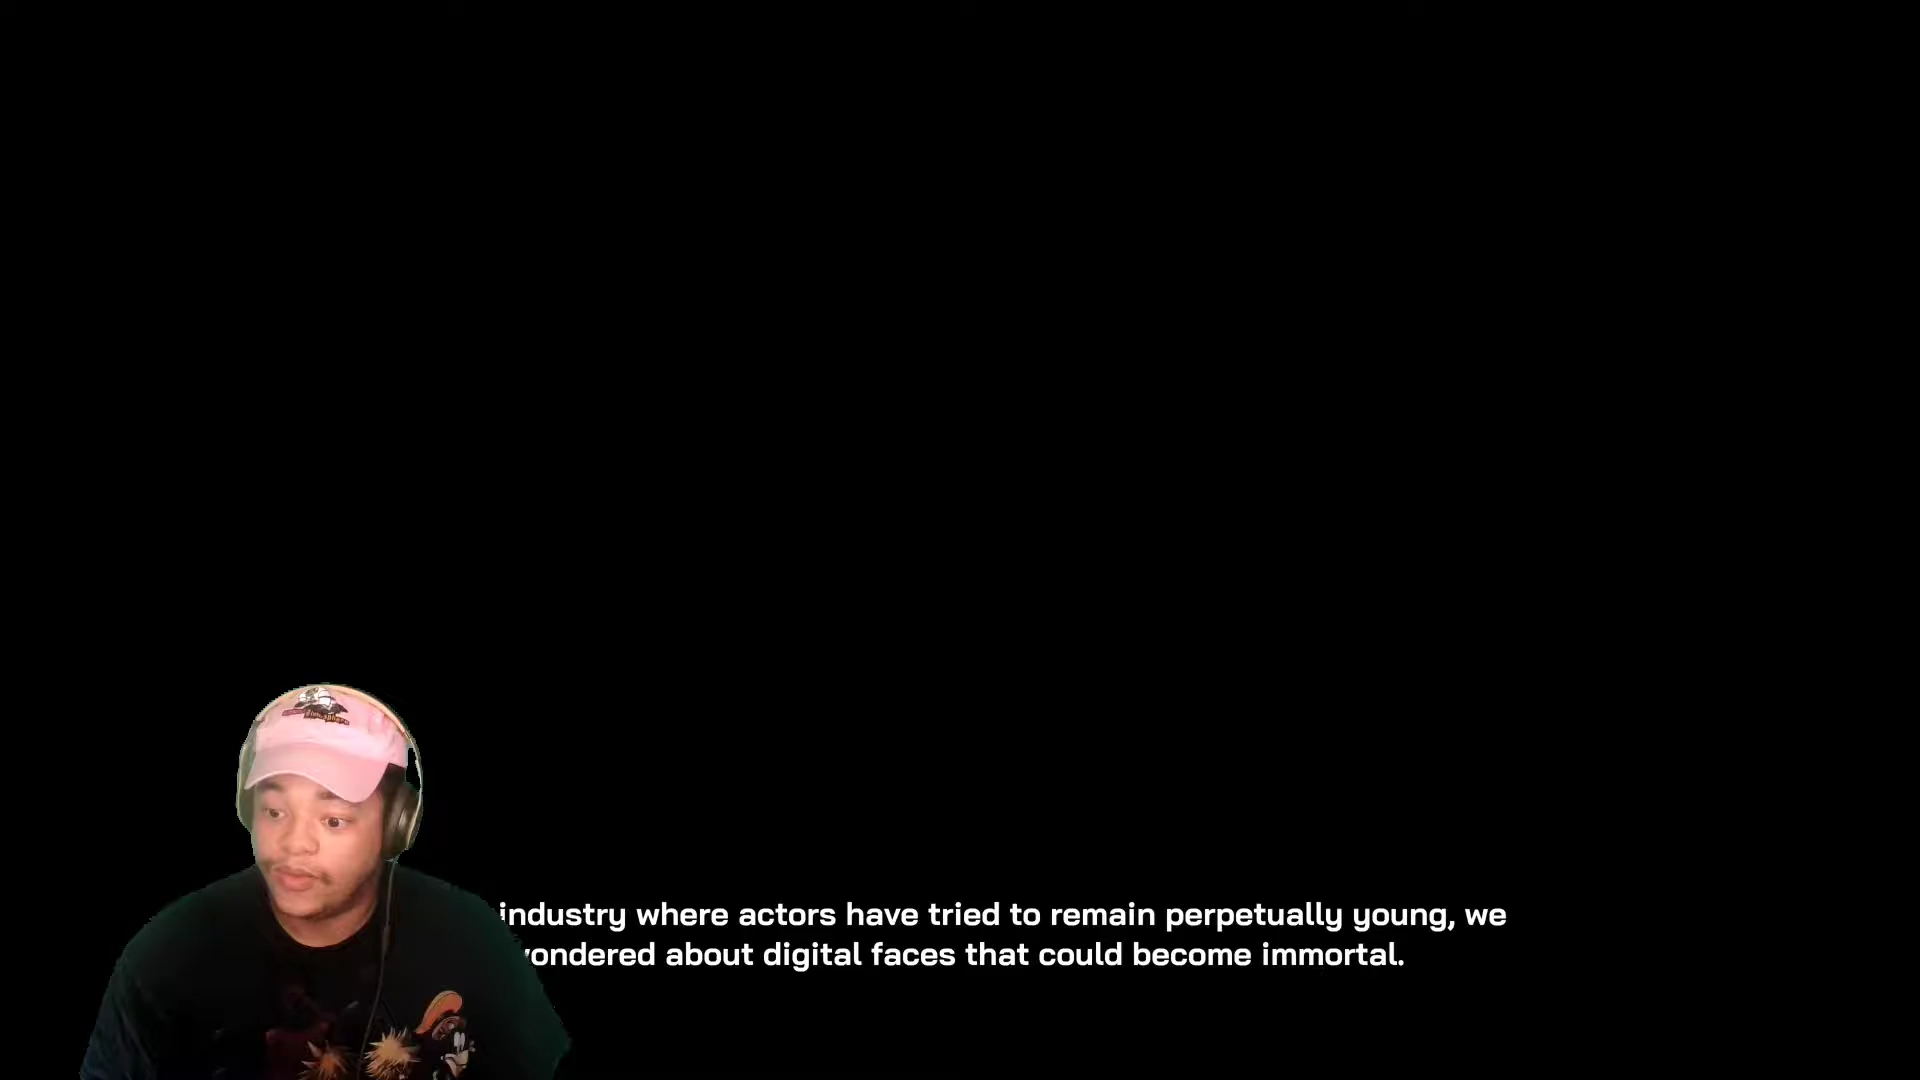 industry where actors have tried to remain perpetually young, we
wondered about digital faces that could become immortal.